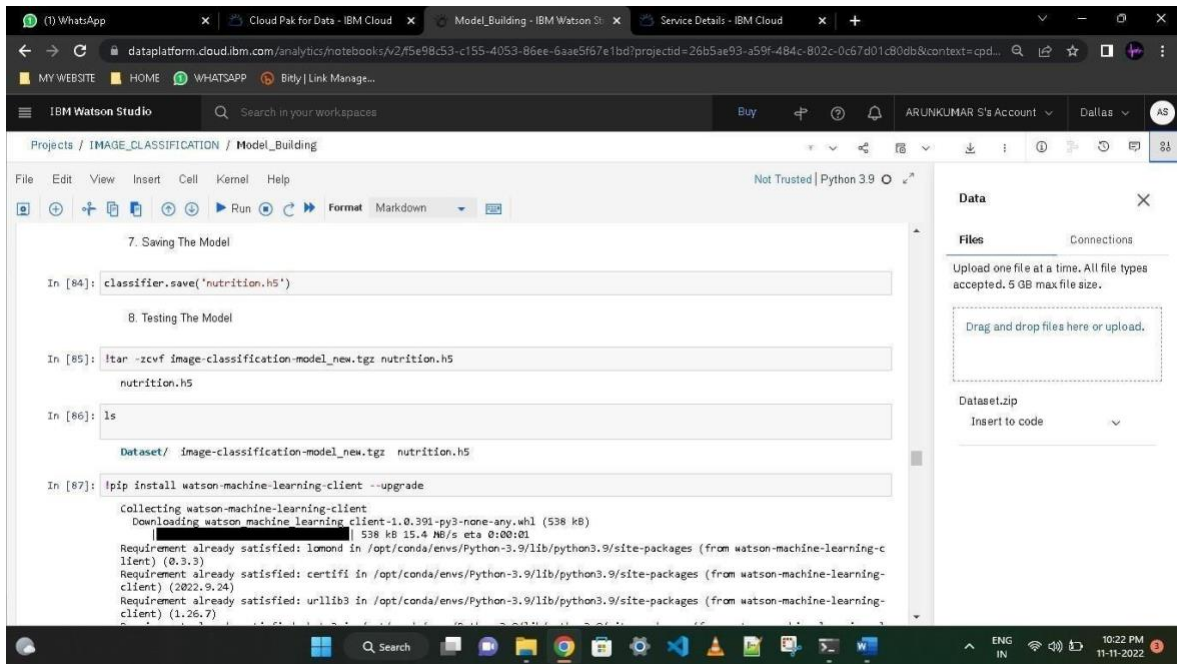 (1) WhatsApp
Cloud Pak for Data - IBM Cloud
Model_Building - IBM Watson St
Service Details - IBM Cloud
dataplatform.cloud.ibm.com/analytics/notebooks/v2/f5e98c53-c155-4053-86ee-6aae5f67e1bd?projectid=26b5ae93-a59f-484c-802c-0c67d01c80db&context=cpd...
MY WEBSITE HOME WHATSAPP Bitly | Link Manage...
IBM Watson Studio Search in your workspaces Buy ARUNKUMAR S's Account Dallas AS
Projects / IMAGE_CLASSIFICATION / Model_Building
File Edit View Insert Cell Kernel Help Not Trusted | Python 3.9
Run Format Markdown
7. Saving The Model
In [84]: classifier.save('nutrition.h5')
8. Testing The Model
In [85]: !tar -zcvf image-classification-model_new.tgz nutrition.h5
nutrition.h5
In [86]: ls
Dataset/ image-classification-model_new.tgz nutrition.h5
In [87]: !pip install watson-machine-learning-client --upgrade
Collecting watson-machine-learning-client
Downloading watson_machine_learning_client-1.0.391-py3-none-any.whl (538 kB)
| 538 kB 15.4 MB/s eta 0:00:01
Requirement already satisfied: lomond in /opt/conda/envs/Python-3.9/lib/python3.9/site-packages (from watson-machine-learning-c
lient) (0.3.3)
Requirement already satisfied: certifi in /opt/conda/envs/Python-3.9/lib/python3.9/site-packages (from watson-machine-learning-
client) (2022.9.24)
Requirement already satisfied: urllib3 in /opt/conda/envs/Python-3.9/lib/python3.9/site-packages (from watson-machine-learning-
client) (1.26.7)
Data
Files Connections
Upload one file at a time. All file types
accepted. 5 GB max file size.
Drag and drop files here or upload.
Dataset.zip
Insert to code
Search
ENG
IN
10:22 PM
11-11-2022
3